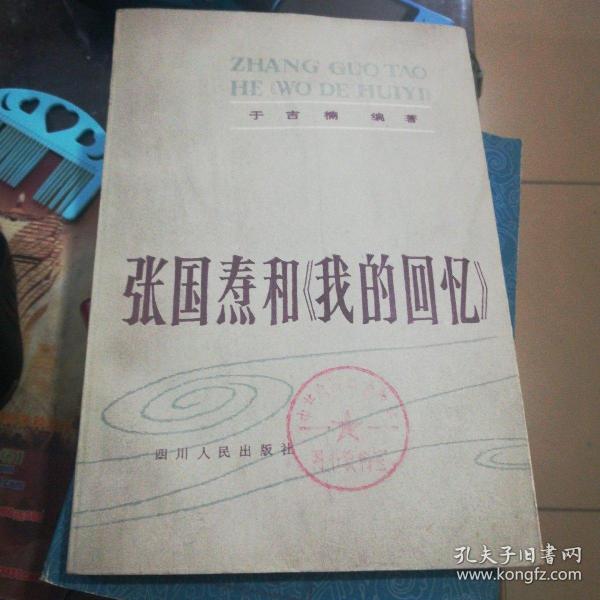 ZHANG GUO TAO
HE《WO DE HUIYI》
于吉楠 编著
张国焘和《我的回忆》
四川人民出版社
孔夫子旧书网
www.kongfz.com